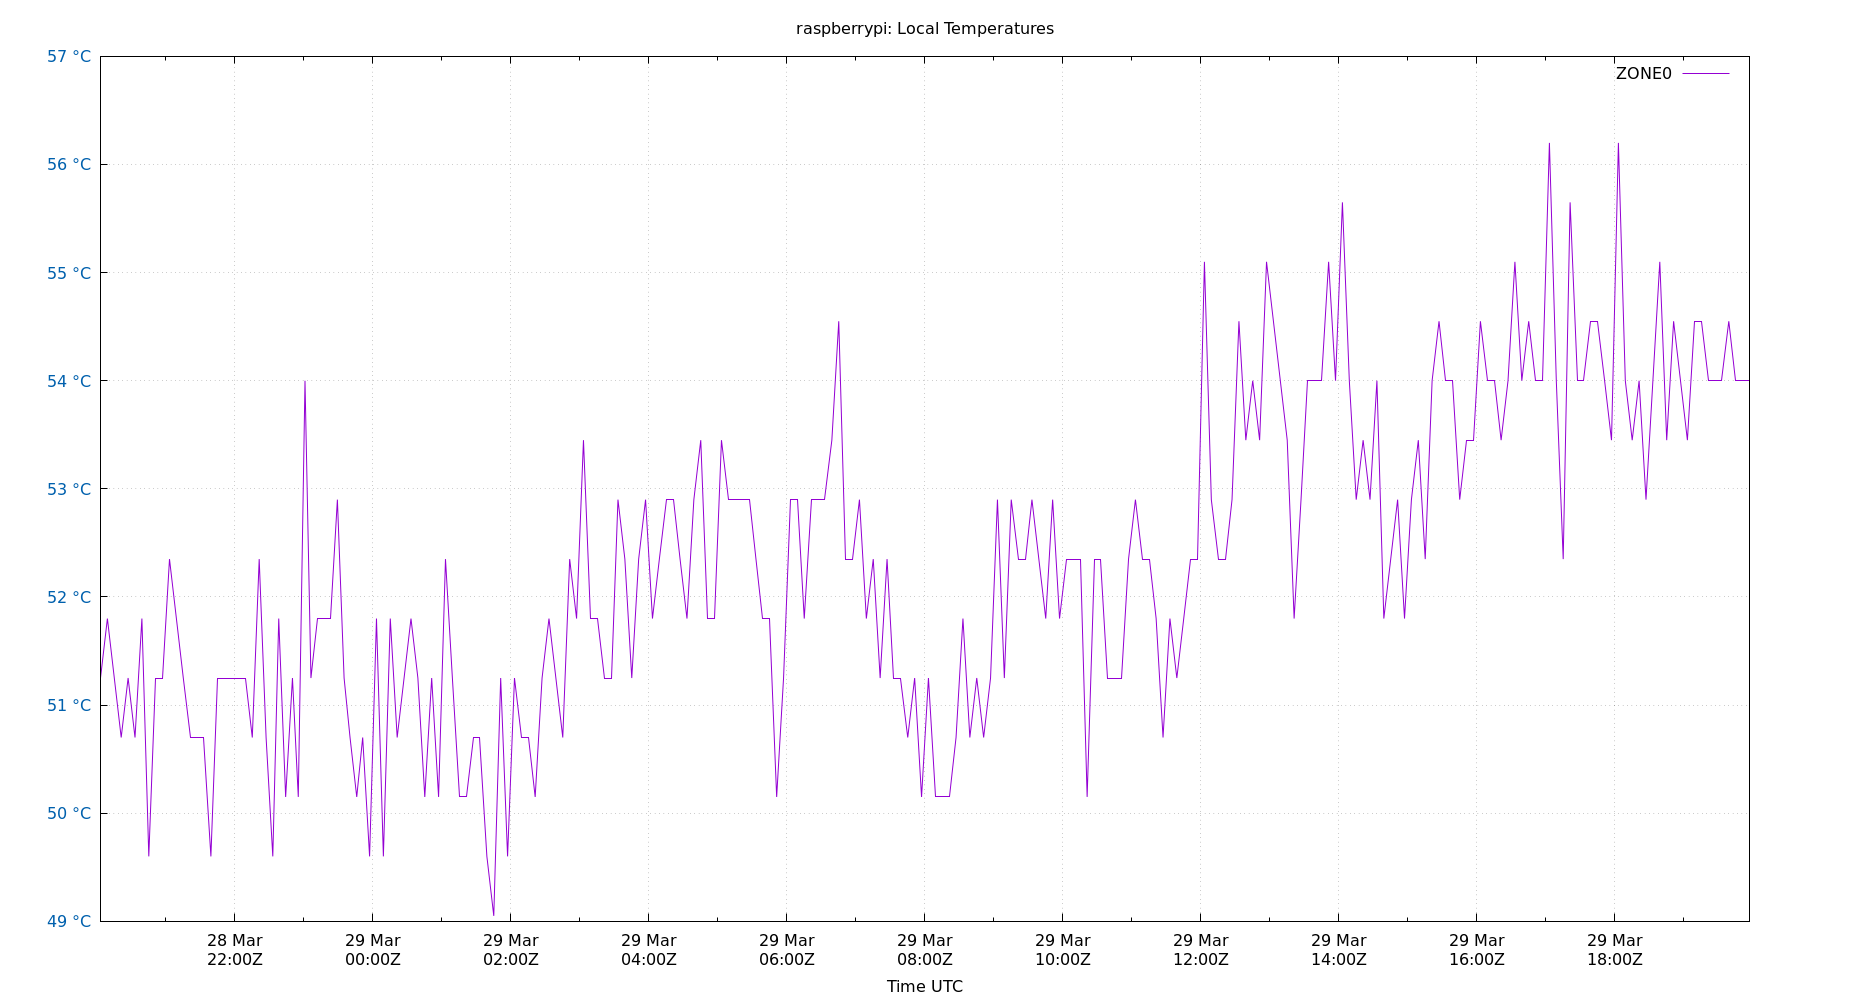 raspberrypi: Local Temperatures
57 °C
ZONE0
56 °C
55 °C
54 °C
53 °C
52 °C
51 °C
50 °C
49 °C
28 Mar 29 Mar 29 Mar 29 Mar 29 Mar 29 Mar 29 Mar 29 Mar 29 Mar 29 Mar 29 Mar
22:00Z 00:00Z 02:00Z 04:00Z 06:00Z 08:00Z 10:00Z 12:00Z 14:00Z 16:00Z 18:00Z
Time UTC